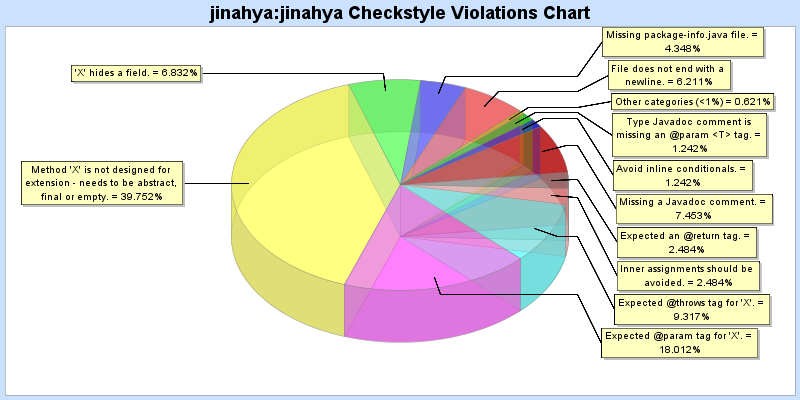 jinahya:jinahya Checkstyle Violations Chart
Missing package-info.java file. =
4.348%
'X' hides a field. = 6.832%
File does not end with a
newline. = 6.211%
Other categories (<1%) = 0.621%
Type Javadoc comment is
missing an @param <T> tag. =
1.242%
Method 'X' is not designed for
extension - needs to be abstract,
final or empty. = 39.752%
Avoid inline conditionals. =
1.242%
Missing a Javadoc comment. =
7.453%
Expected an @return tag. =
2.484%
Inner assignments should be
avoided. = 2.484%
Expected @throws tag for 'X'. =
9.317%
Expected @param tag for 'X'. =
18.012%